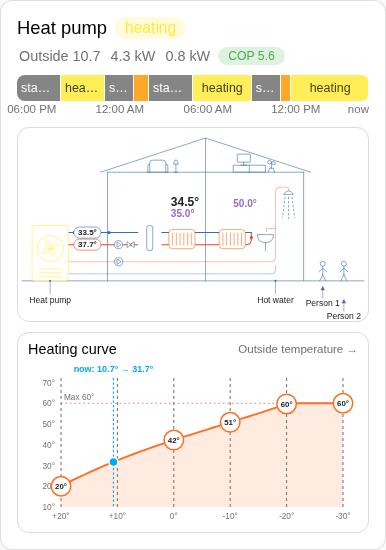 Heat pump heating
Outside 10.7 4.3 kW 0.8 kW COP 5.6
sta… hea… s… sta… heating s… heating
06:00 PM 12:00 AM 06:00 AM 12:00 PM now
34.5° 50.0°
35.0°
33.5°
37.7°
Heat pump Hot water Person 1
Person 2
Heating curve Outside temperature →
now: 10.7° → 31.7°
70°
Max 60°
60° 60° 60°
50° 51°
40° 42°
30°
20° 20°
10°
+20° +10° 0° -10° -20° -30°